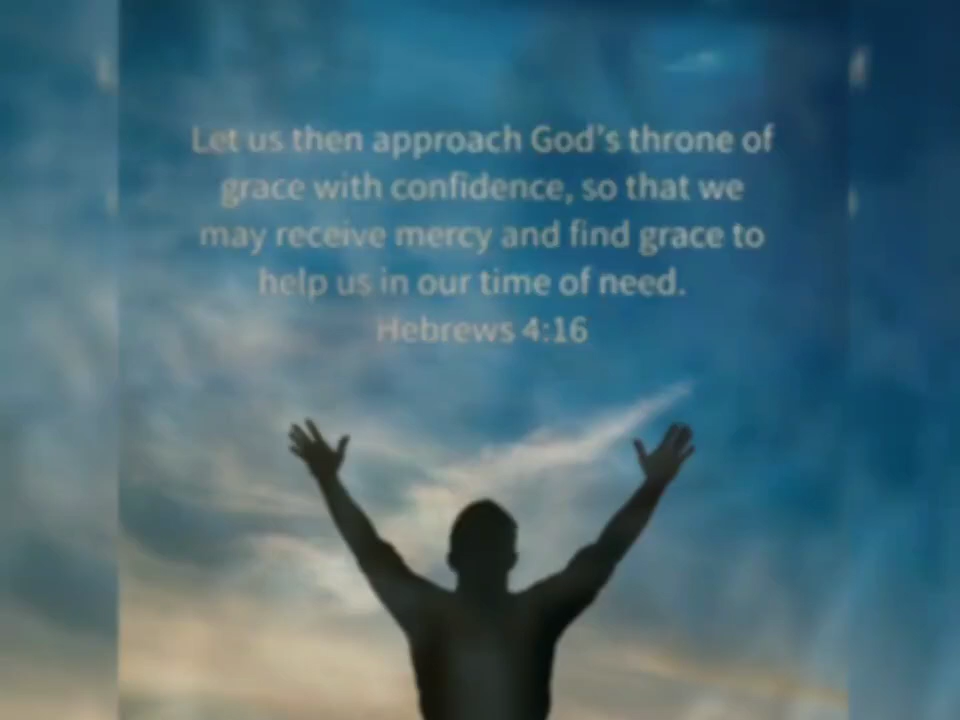 Let us then approach God's throne of
grace with confidence, so that we
may receive mercy and find grace to
help us in our time of need.
Hebrews 4:16